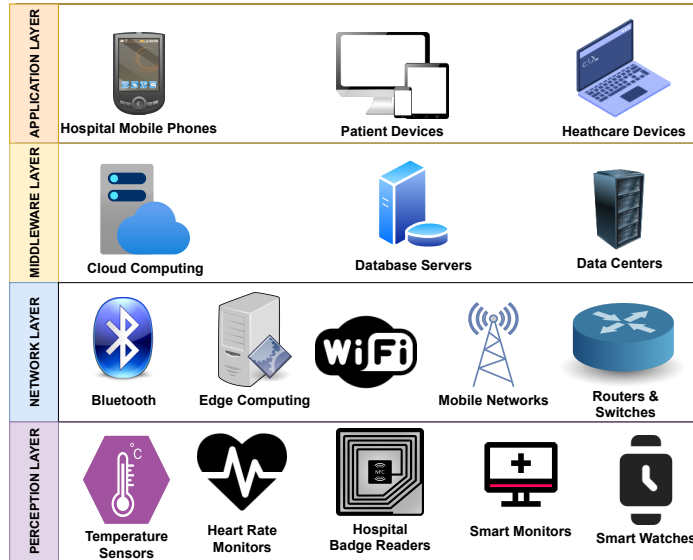 APPLICATION LAYER
Hospital Mobile Phones
Patient Devices
Heathcare Devices
MIDDLEWARE LAYER
Cloud Computing
Database Servers
Data Centers
NETWORK LAYER
Bluetooth
Edge Computing
WiFi
Mobile Networks
Routers &
Switches
PERCEPTION LAYER
°C
Temperature
Sensors
Heart Rate
Monitors
NFC
Hospital
Badge Readers
Smart Monitors
Smart Watches